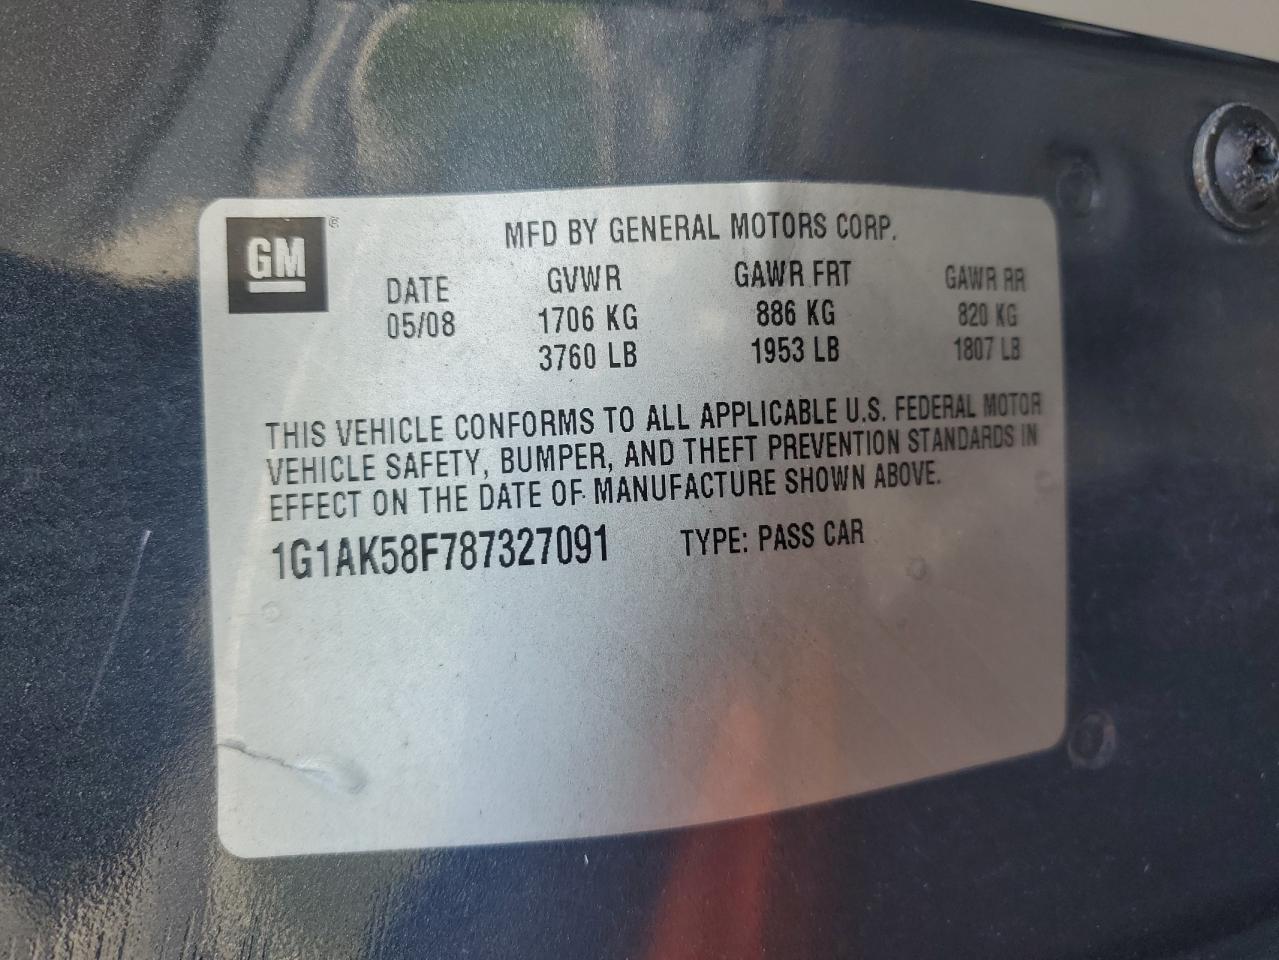 GM ®
MFD BY GENERAL MOTORS CORP.
DATE GVWR GAWR FRT GAWR RR
05/08 1706 KG 886 KG 820 KG
3760 LB 1953 LB 1807 LB
THIS VEHICLE CONFORMS TO ALL APPLICABLE U.S. FEDERAL MOTOR
VEHICLE SAFETY, BUMPER, AND THEFT PREVENTION STANDARDS IN
EFFECT ON THE DATE OF MANUFACTURE SHOWN ABOVE.
1G1AK58F787327091 TYPE: PASS CAR